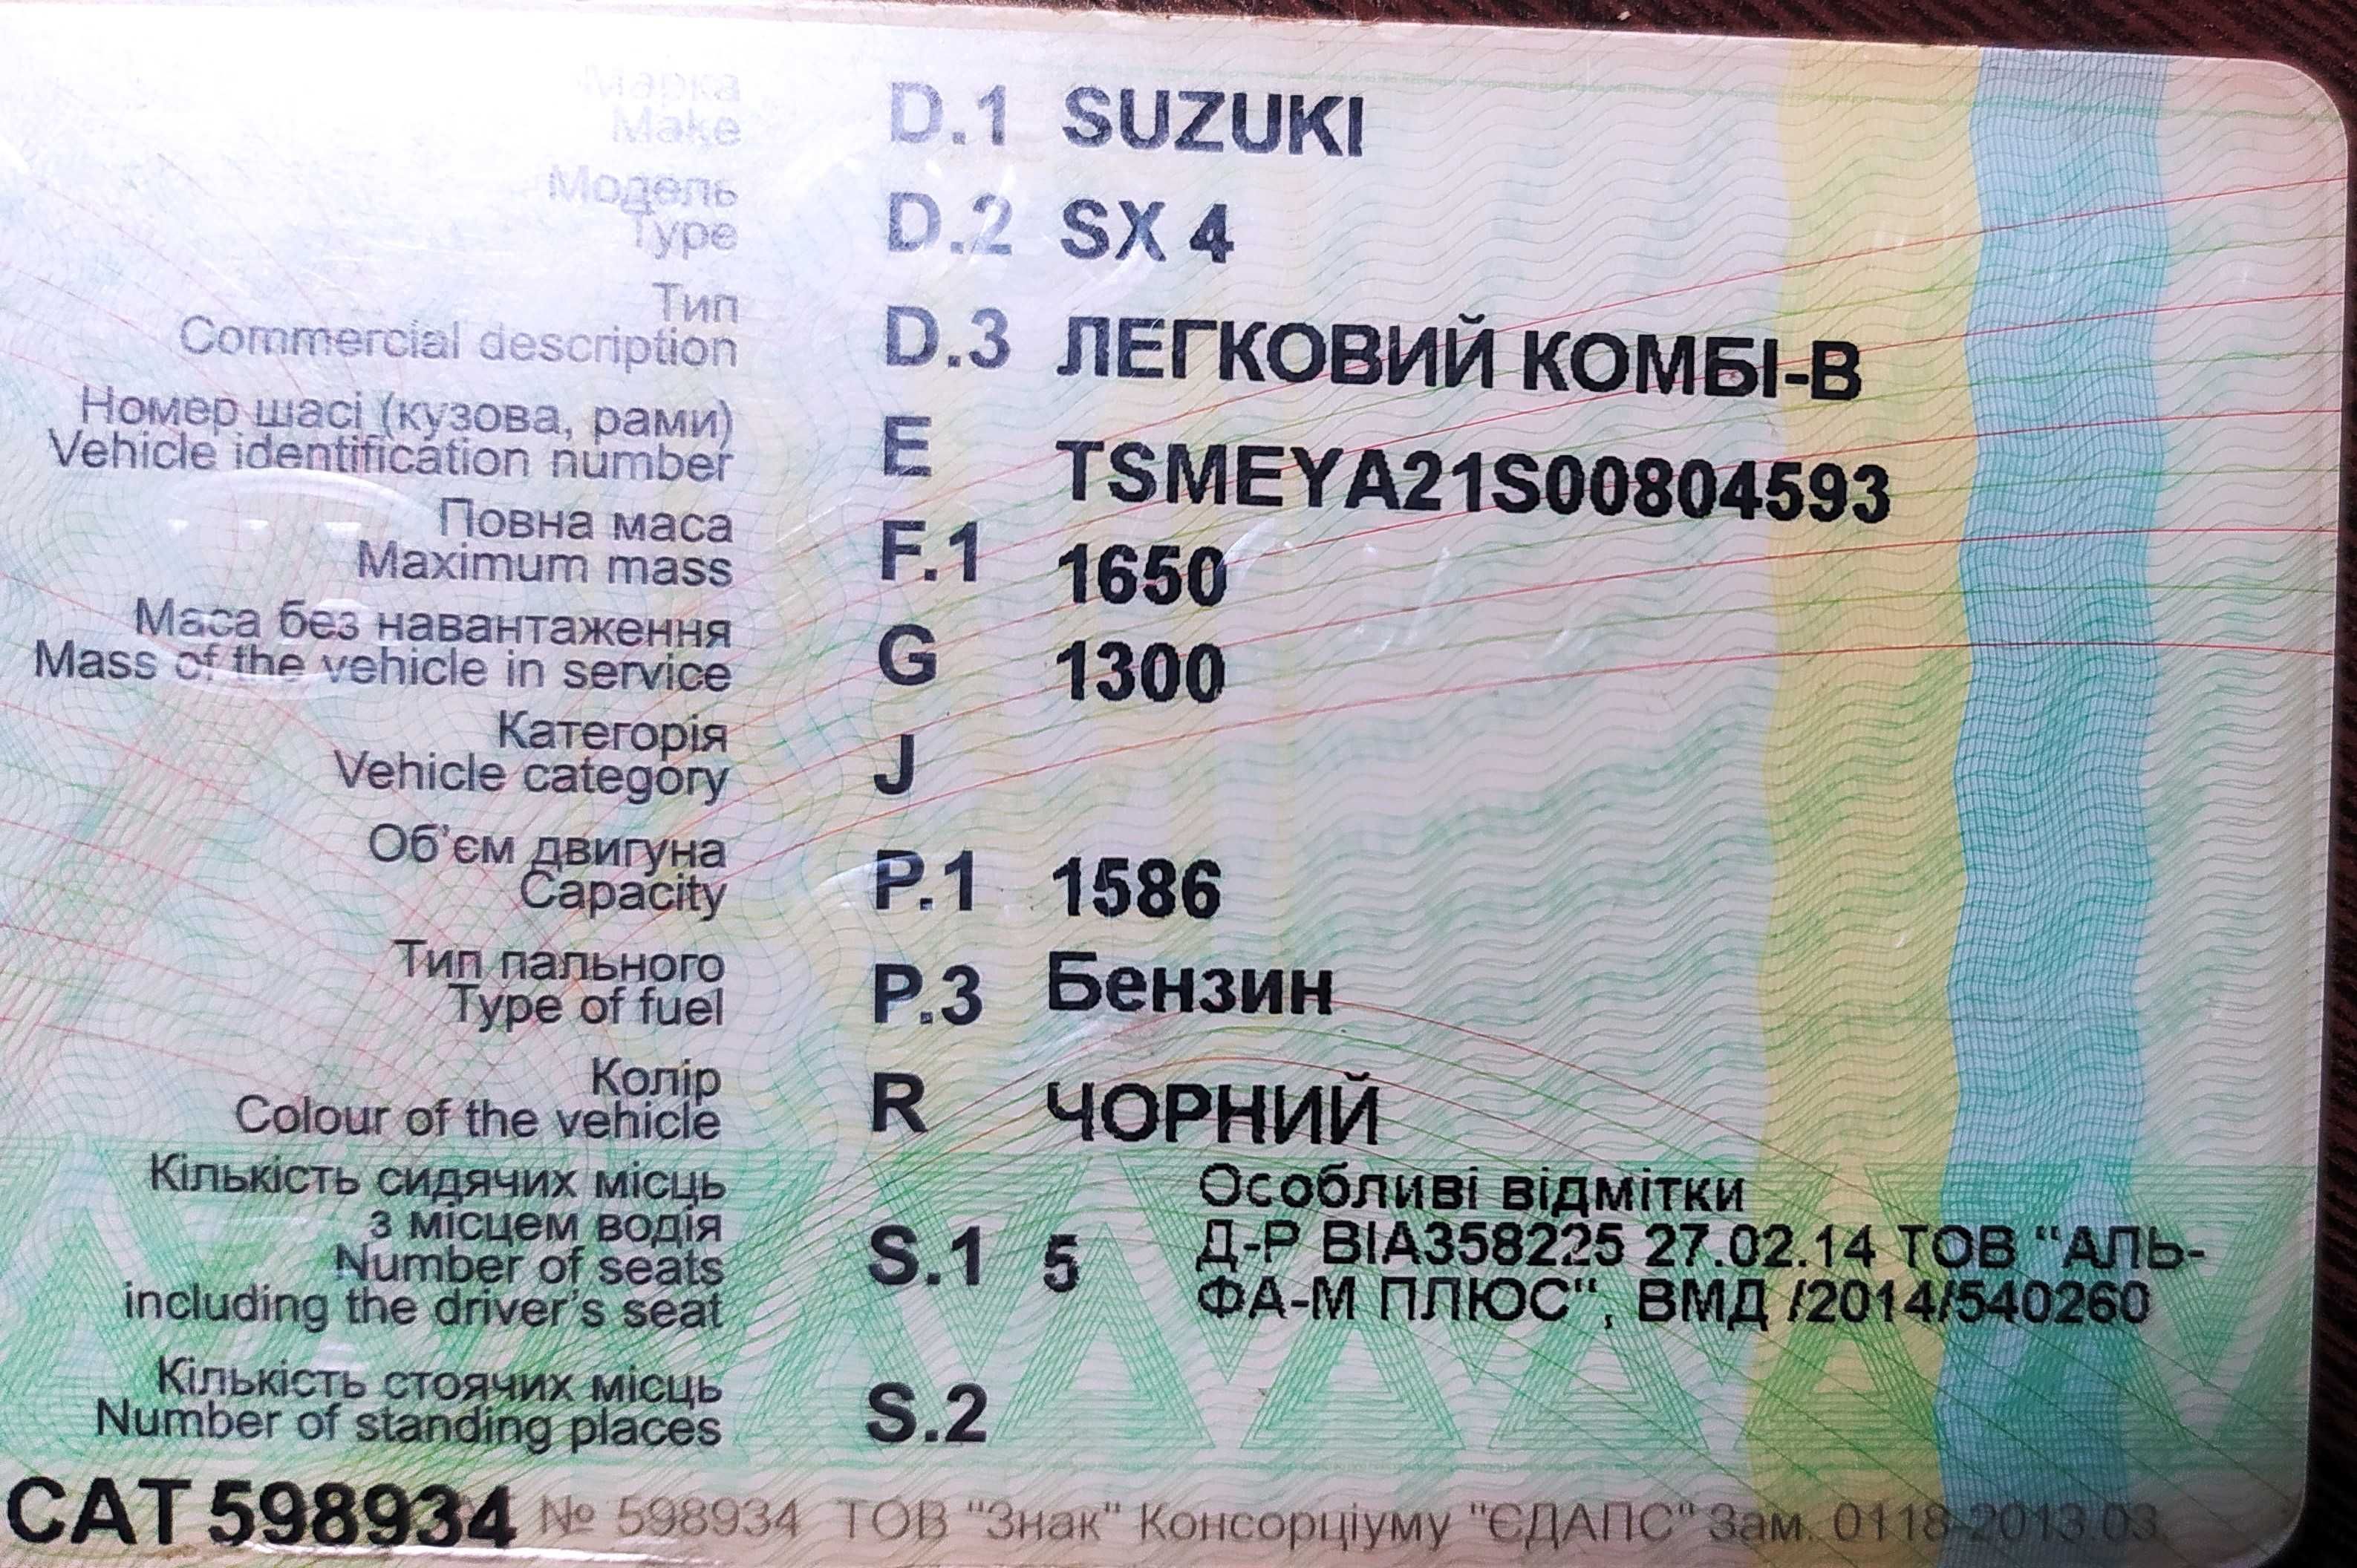 Марка
Make
D.1 SUZUKI
Модель
Type
D.2 SX 4
Тип
Commercial description
D.3 ЛЕГКОВИЙ КОМБІ-В
Номер шасі (кузова, рами)
Vehicle identification number
E TSMEYA21S00804593
Повна маса
Maximum mass
F.1 1650
Маса без навантаження
Mass of the vehicle in service
G 1300
Категорія
Vehicle category
J
Об'єм двигуна
Capacity
P.1 1586
Тип пального
Type of fuel
P.3 Бензин
Колір
Colour of the vehicle
R ЧОРНИЙ
Кількість сидячих місць
з місцем водія
Number of seats
including the driver's seat
S.1 5
Особливі відмітки
Д-Р ВІА358225 27.02.14 ТОВ "АЛЬ-
ФА-М ПЛЮС", ВМД /2014/540260
Кількість стоячих місць
Number of standing places
S.2
САТ 598934 № 598934 ТОВ "Знак" Консорціуму "ЄДАПС" Зам. 0118-2013.03